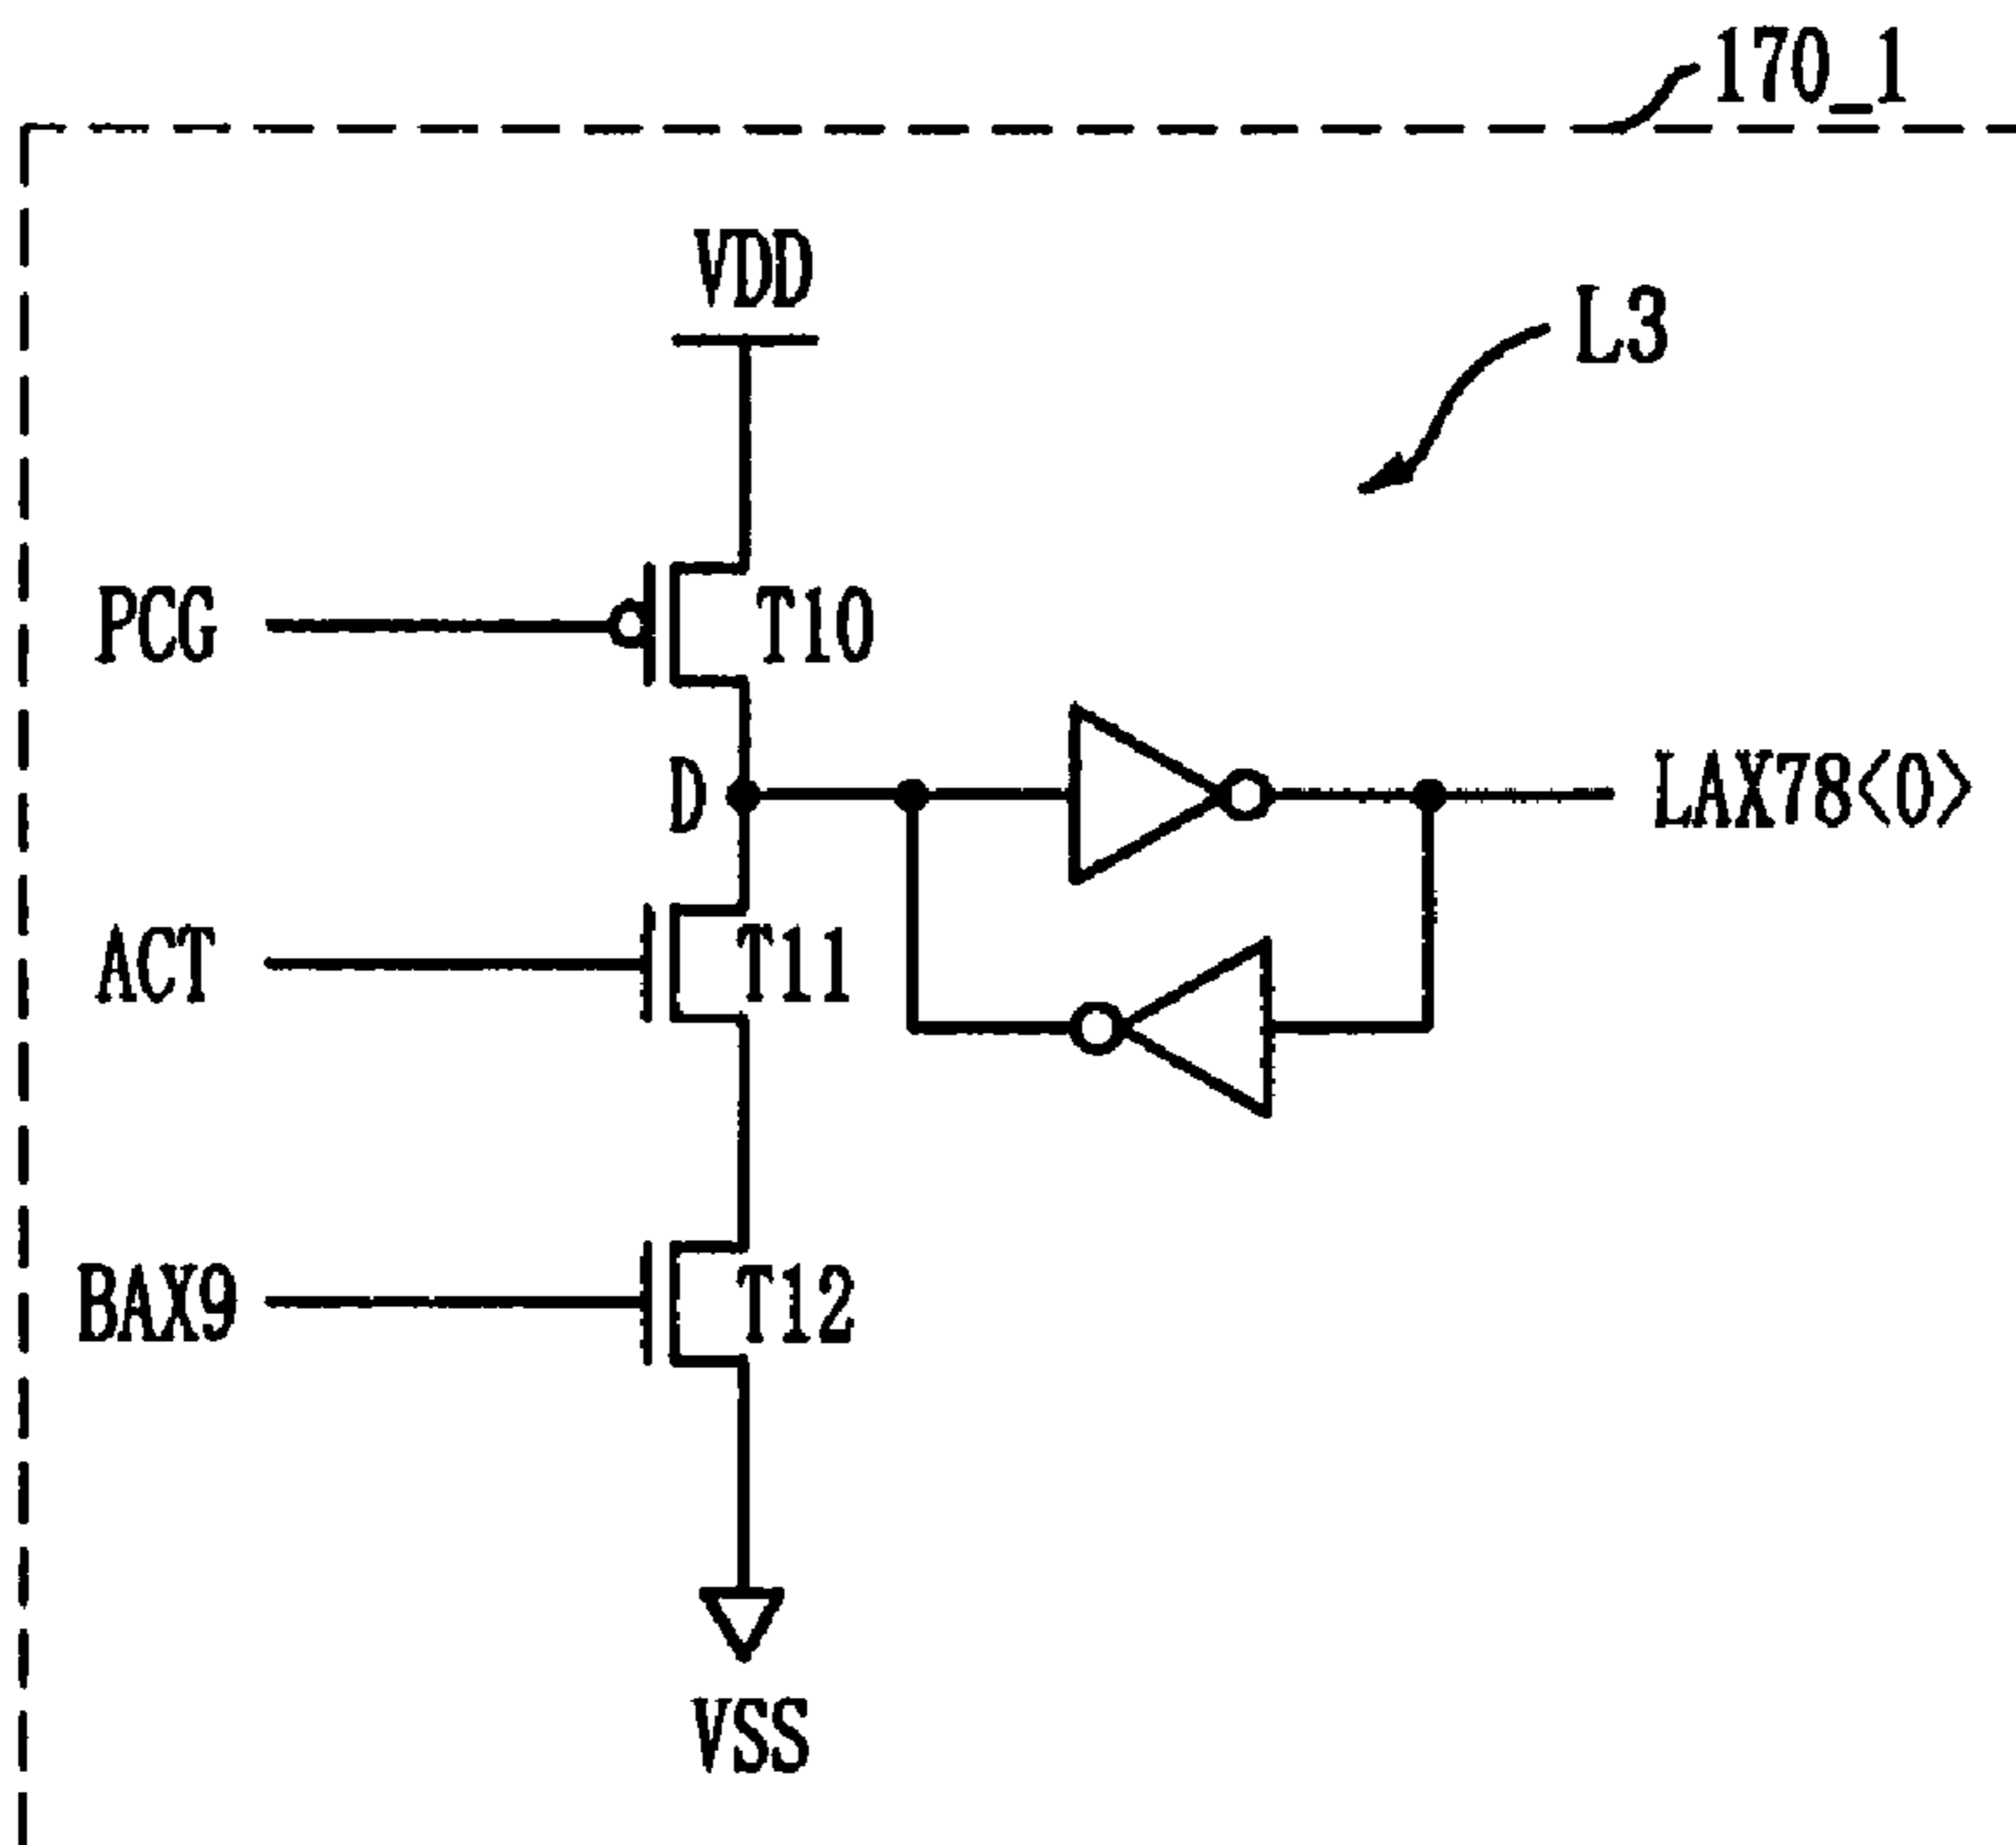 170_1
VDD
L3
PCG
T10
D
LAX78<0>
ACT
T11
BAX9
T12
VSS